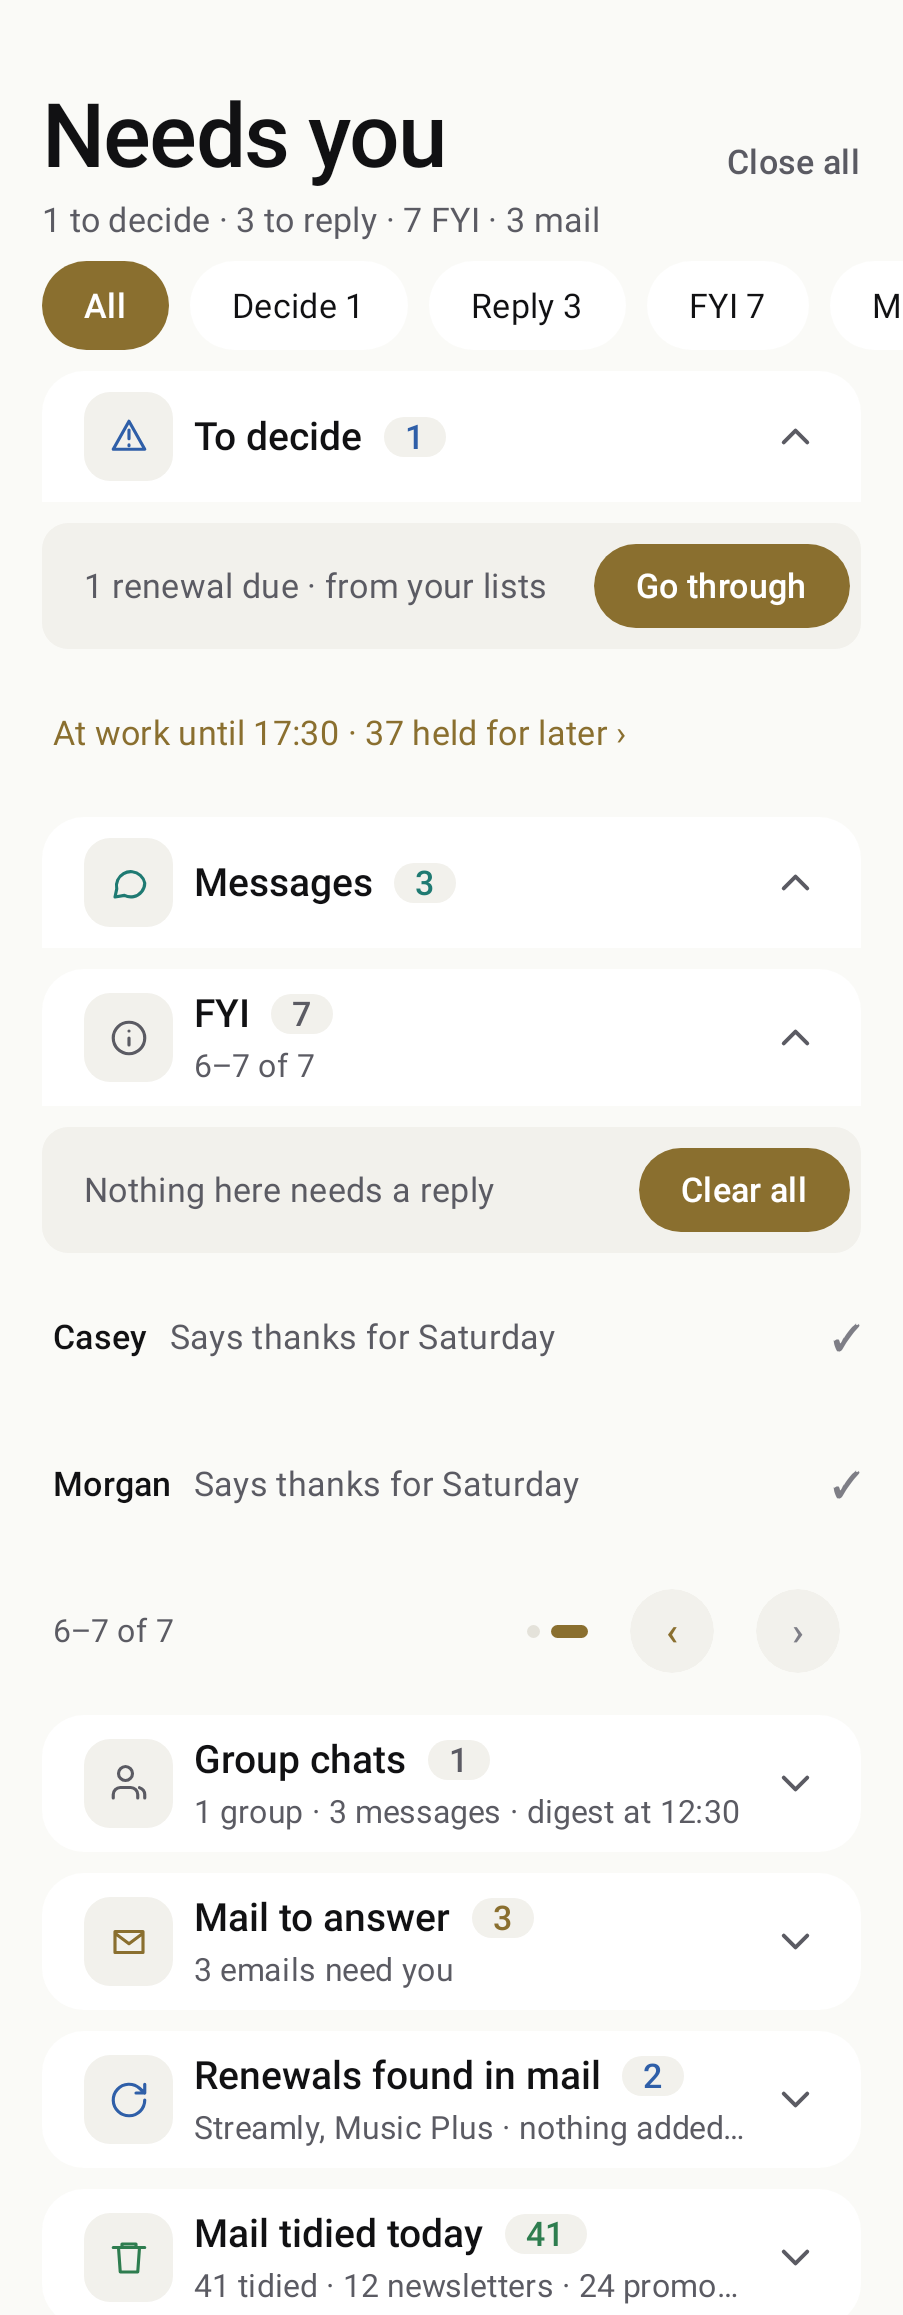 Needs you
Close all
1 to decide · 3 to reply · 7 FYI · 3 mail
All
Decide 1
Reply 3
FYI 7
M
To decide 1
1 renewal due · from your lists
Go through
At work until 17:30 · 37 held for later ›
Messages 3
FYI 7
6–7 of 7
Nothing here needs a reply
Clear all
Casey Says thanks for Saturday ✓
Morgan Says thanks for Saturday ✓
6–7 of 7
‹ ›
Group chats 1
1 group · 3 messages · digest at 12:30
Mail to answer 3
3 emails need you
Renewals found in mail 2
Streamly, Music Plus · nothing added…
Mail tidied today 41
41 tidied · 12 newsletters · 24 promo…